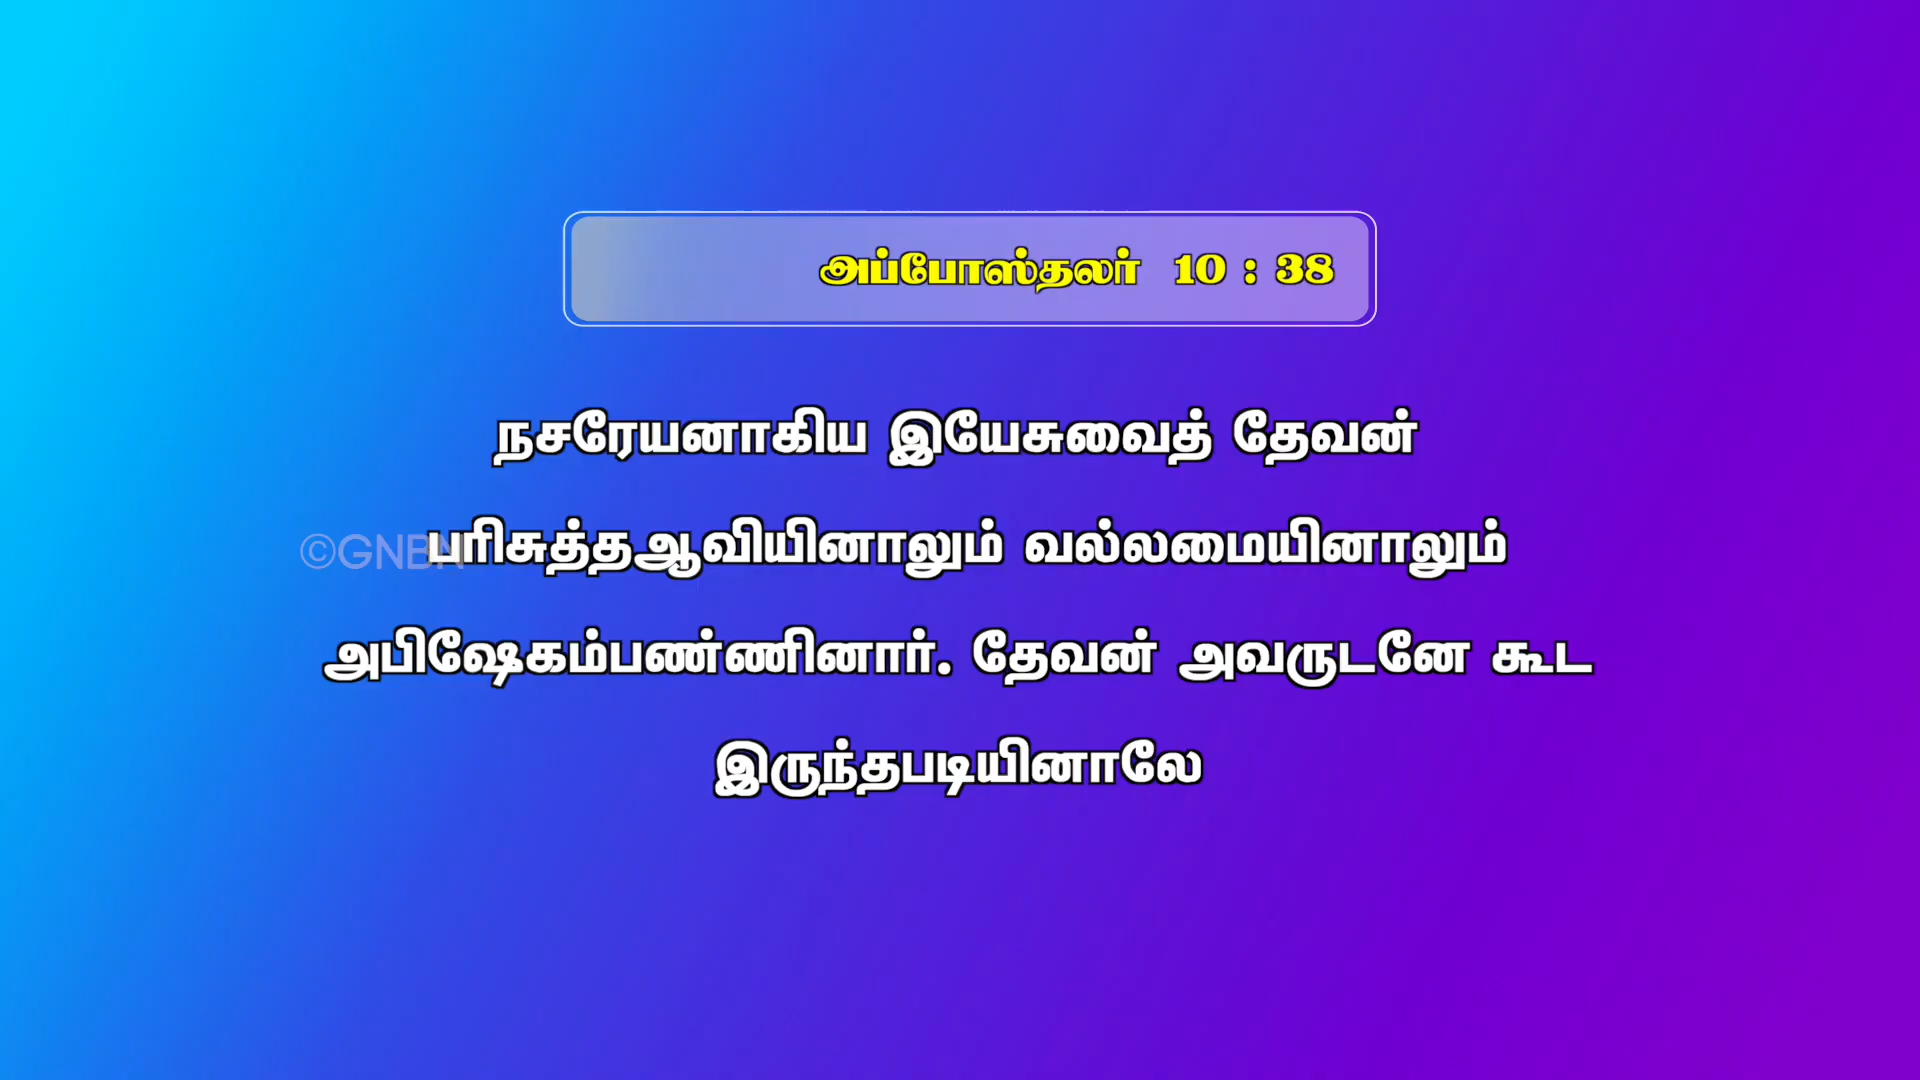 அப்போஸ்தலர் 10 : 38
நசரேயனாகிய இயேசுவைத் தேவன்
பரிசுத்தஆவியினாலும் வல்லமையினாலும்
அபிஷேகம்பண்ணினார். தேவன் அவருடனே கூட
இருந்தபடியினாலே
©GNBN